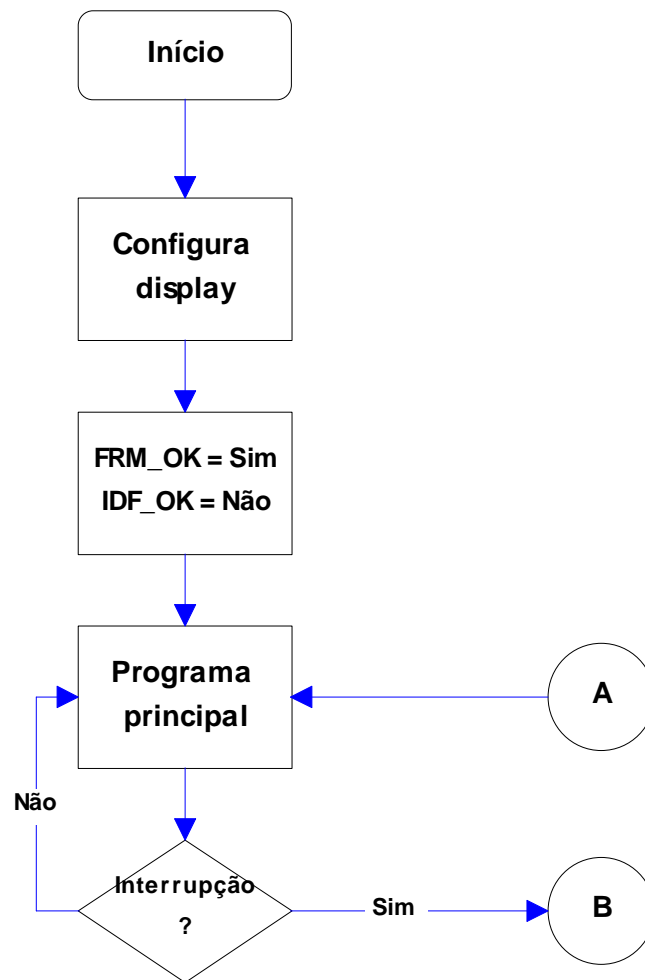 Início
Configura
display
FRM_OK = Sim
IDF_OK = Não
Programa
principal
A
Não
Interrupção
?
Sim
B